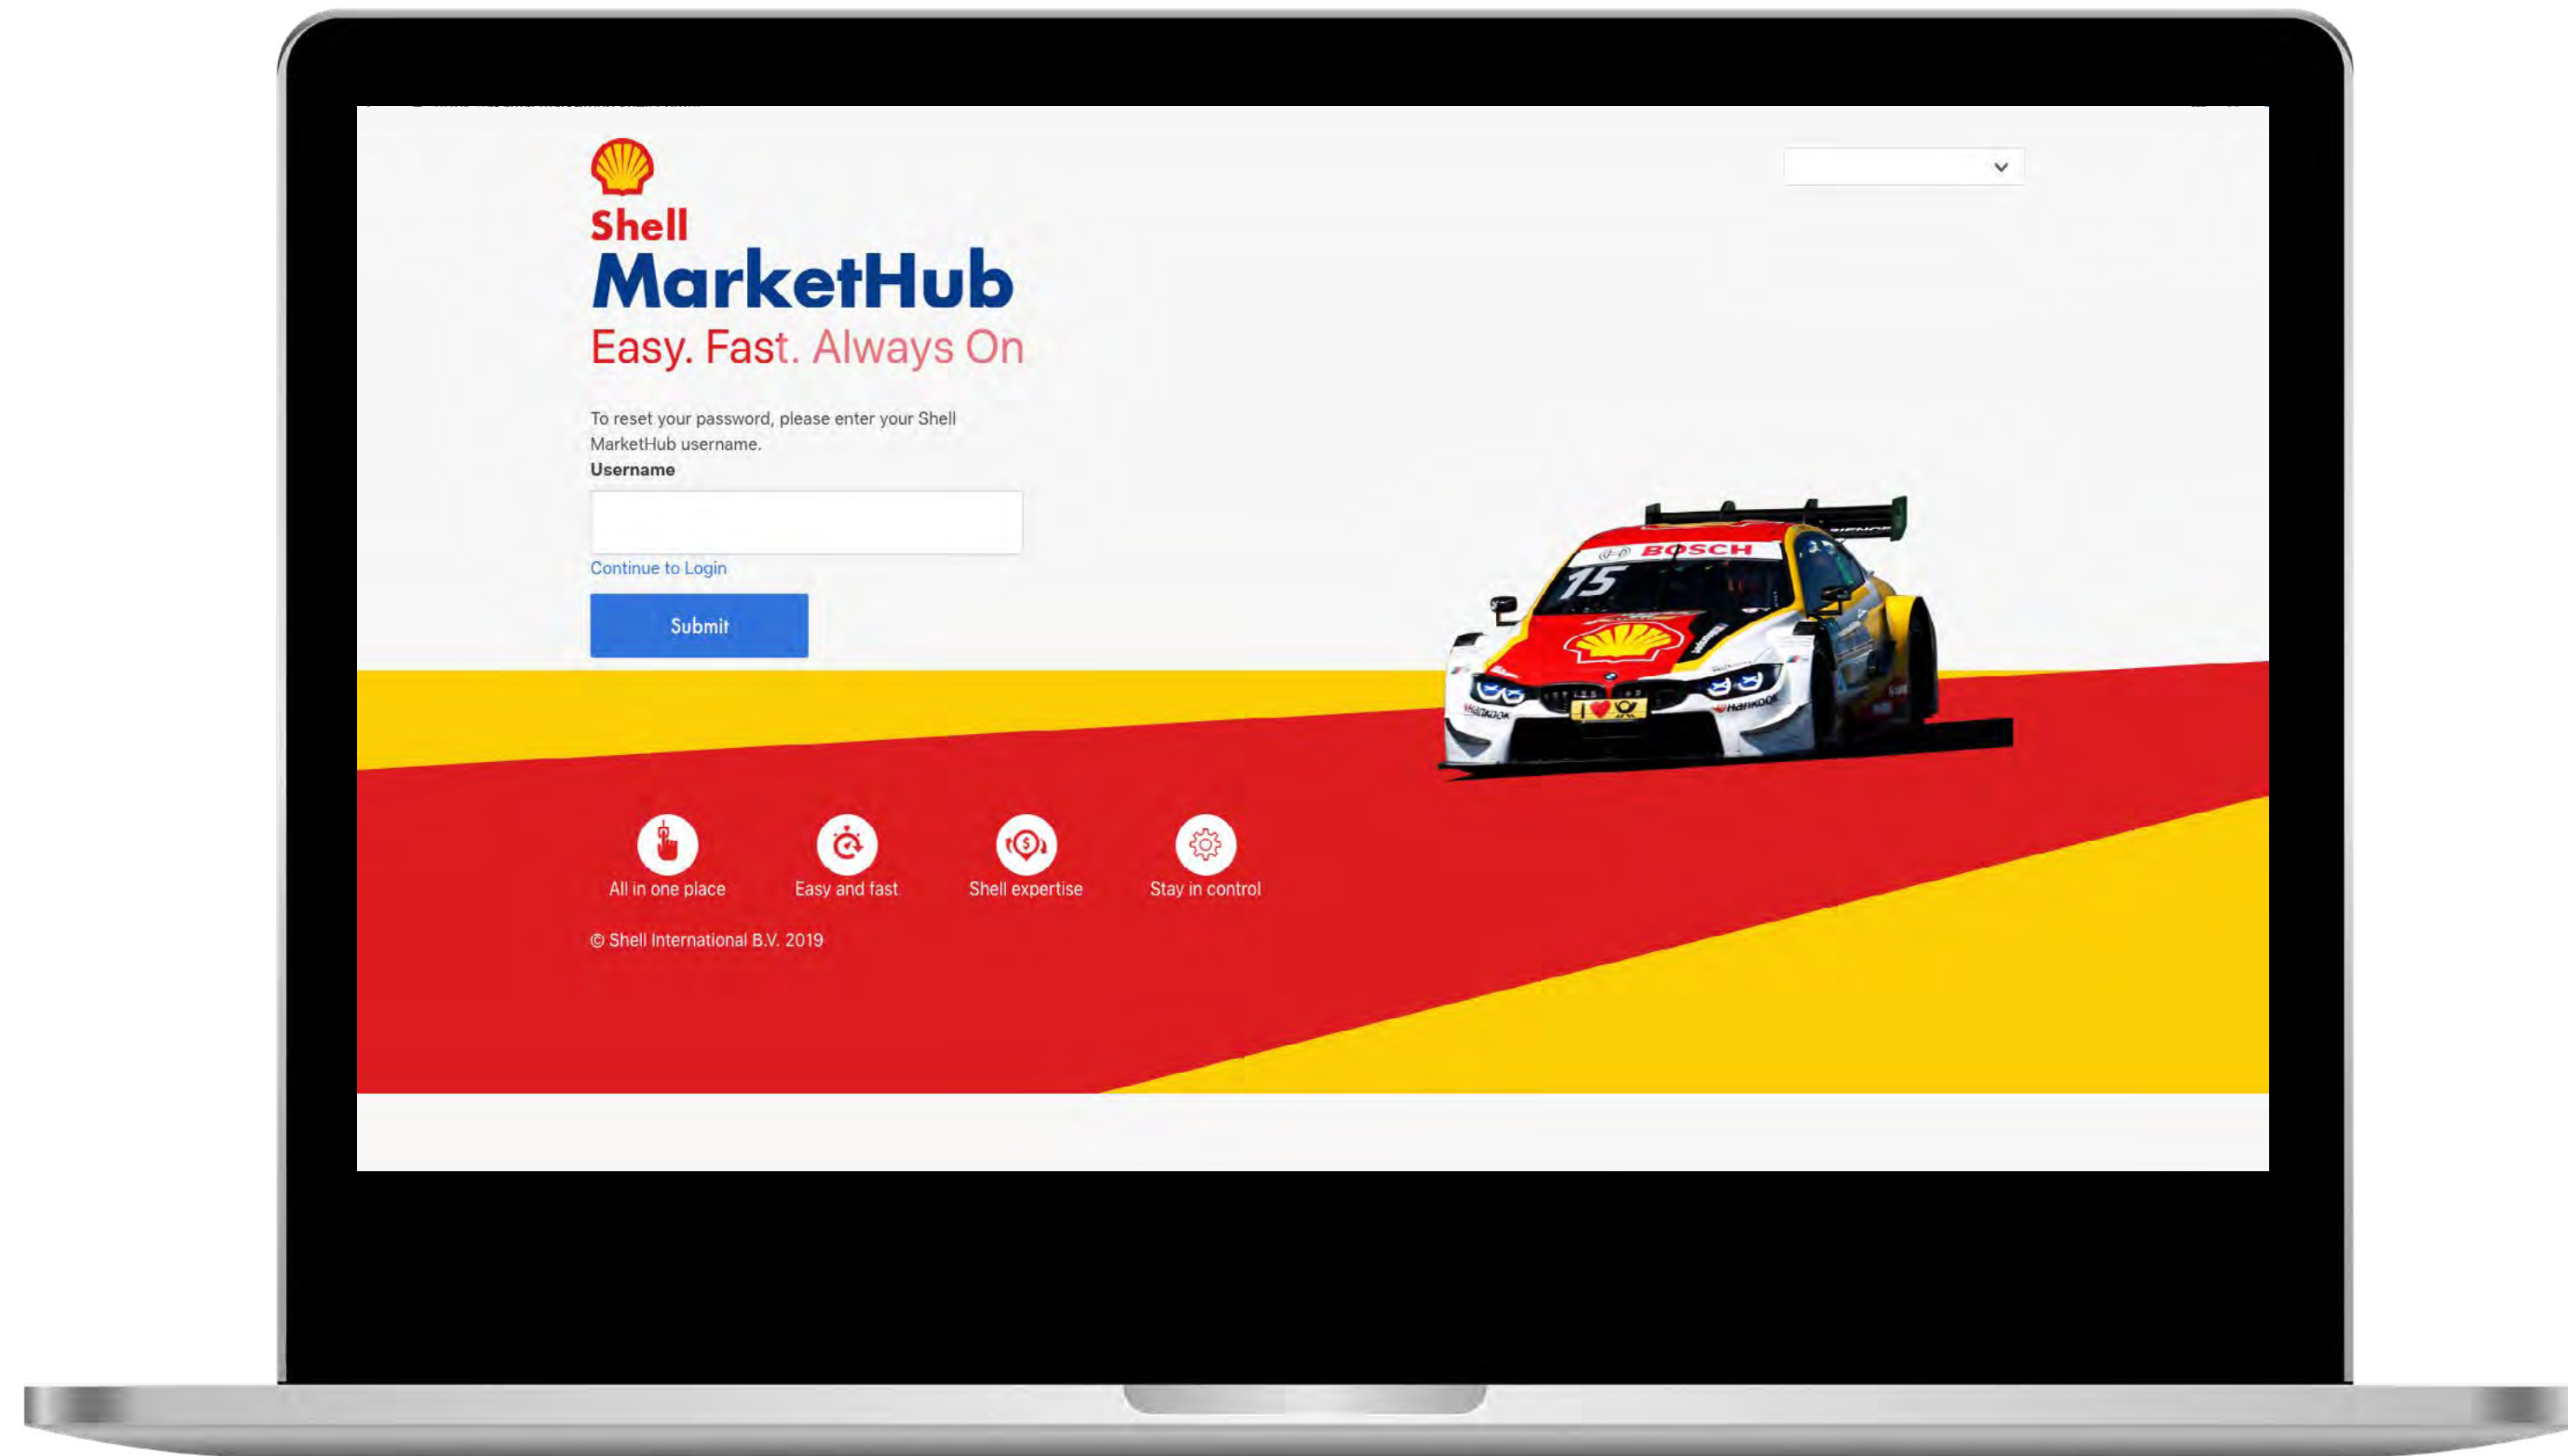 Shell
MarketHub
Easy. Fast. Always On
To reset your password, please enter your Shell
MarketHub username.
Username
Continue to Login
Submit
BOSCH
15
HANKOOK
HANKOOK
I
All in one place
Easy and fast
Shell expertise
Stay in control
© Shell International B.V. 2019